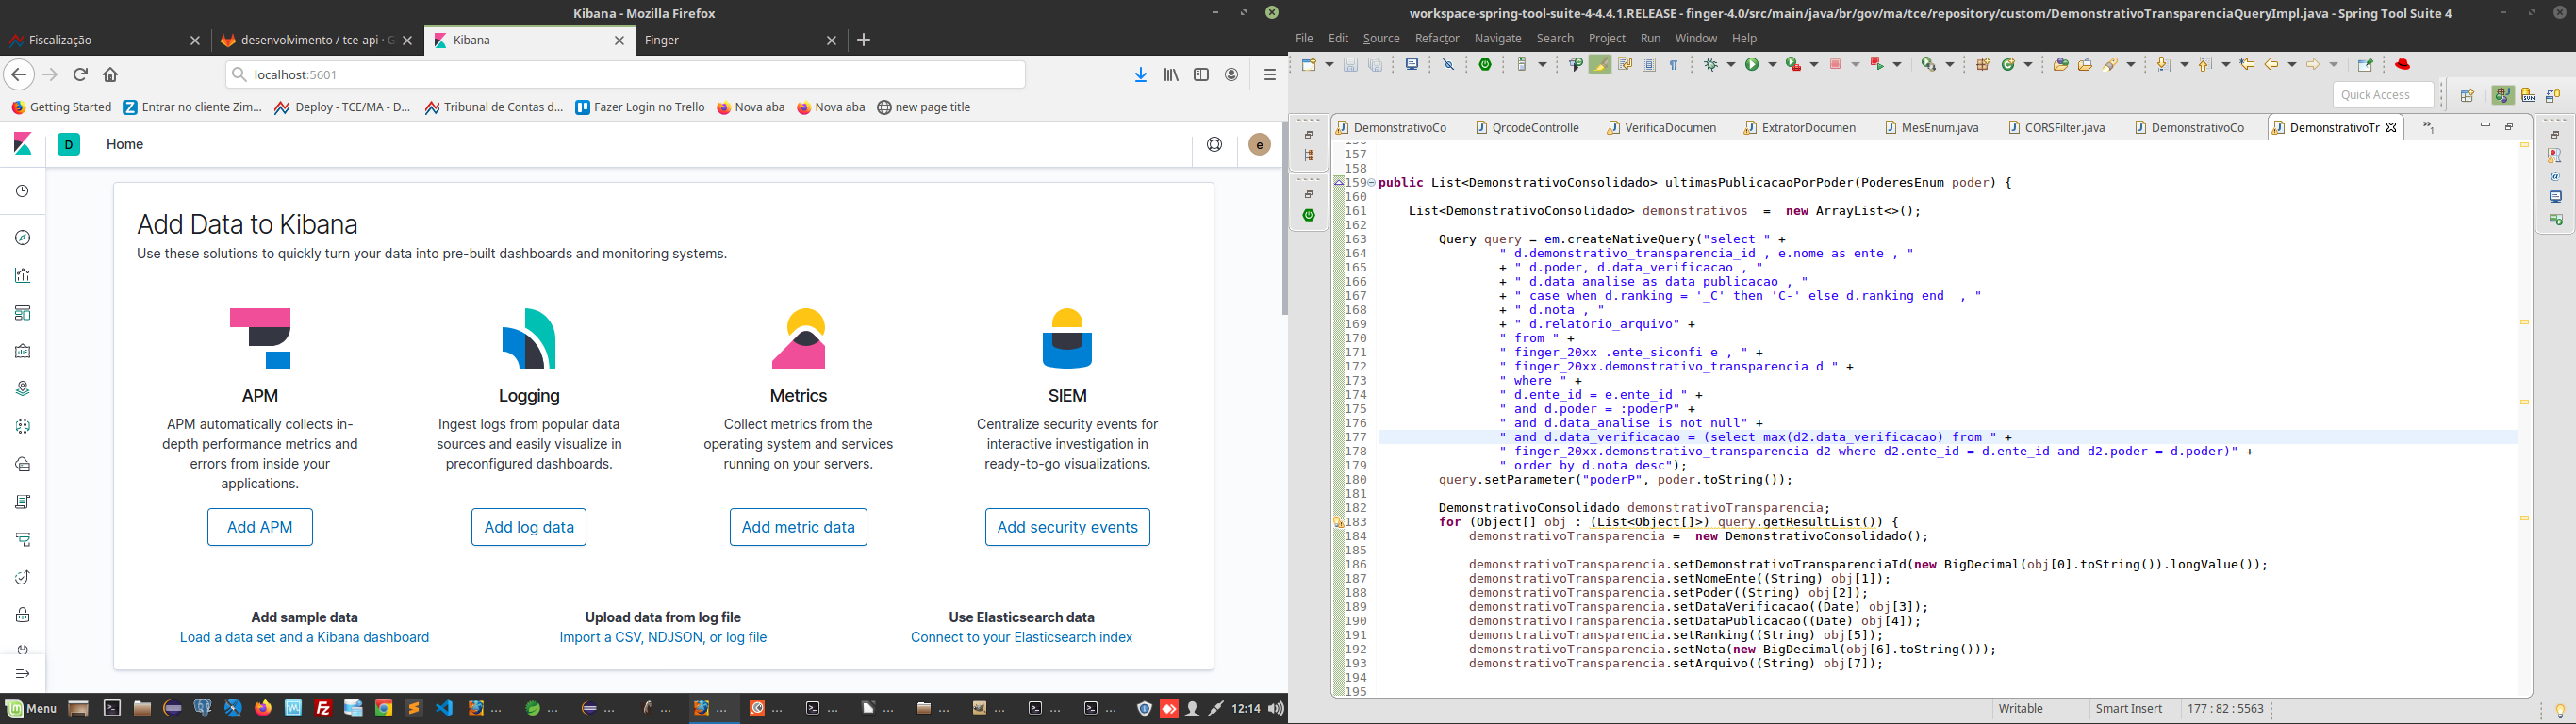 Kibana - Mozilla Firefox
Fiscalização
desenvolvimento / tce-api · G
Kibana
Finger
localhost:5601
Getting Started
Entrar no cliente Zim...
Deploy - TCE/MA - D...
Tribunal de Contas d...
Fazer Login no Trello
Nova aba
Nova aba
new page title
D
Home
e
Add Data to Kibana
Use these solutions to quickly turn your data into pre-built dashboards and monitoring systems.
APM
APM automatically collects in-
depth performance metrics and
errors from inside your
applications.
Add APM
Logging
Ingest logs from popular data
sources and easily visualize in
preconfigured dashboards.
Add log data
Metrics
Collect metrics from the
operating system and services
running on your servers.
Add metric data
SIEM
Centralize security events for
interactive investigation in
ready-to-go visualizations.
Add security events
Add sample data
Load a data set and a Kibana dashboard
Upload data from log file
Import a CSV, NDJSON, or log file
Use Elasticsearch data
Connect to your Elasticsearch index
Menu
12:14
workspace-spring-tool-suite-4-4.4.1.RELEASE - finger-4.0/src/main/java/br/gov/ma/tce/repository/custom/DemonstrativoTransparenciaQueryImpl.java - Spring Tool Suite 4
File Edit Source Refactor Navigate Search Project Run Window Help
Quick Access
DemonstrativoCo
QrcodeControlle
VerificaDocumen
ExtratorDocumen
MesEnum.java
CORSFilter.java
DemonstrativoCo
DemonstrativoTr
157
158
159 public List<DemonstrativoConsolidado> ultimasPublicacaoPorPoder(PoderesEnum poder) {
160
161 List<DemonstrativoConsolidado> demonstrativos  =  new ArrayList<>();
162
163 Query query = em.createNativeQuery("select " +
164 " d.demonstrativo_transparencia_id , e.nome as ente , "
165 + " d.poder, d.data_verificacao , "
166 + " d.data_analise as data_publicacao , "
167 + " case when d.ranking = '_C' then 'C-' else d.ranking end  , "
168 + " d.nota , "
169 + " d.relatorio_arquivo" +
170 " from " +
171 " finger_20xx .ente_siconfi e , " +
172 " finger_20xx.demonstrativo_transparencia d " +
173 " where " +
174 " d.ente_id = e.ente_id " +
175 " and d.poder = :poderP" +
176 " and d.data_analise is not null" +
177 " and d.data_verificacao = (select max(d2.data_verificacao) from " +
178 " finger_20xx.demonstrativo_transparencia d2 where d2.ente_id = d.ente_id and d2.poder = d.poder)" +
179 " order by d.nota desc");
180 query.setParameter("poderP", poder.toString());
181
182 DemonstrativoConsolidado demonstrativoTransparencia;
183 for (Object[] obj : (List<Object[]>) query.getResultList()) {
184 demonstrativoTransparencia =  new DemonstrativoConsolidado();
185
186 demonstrativoTransparencia.setDemonstrativoTransparenciaId(new BigDecimal(obj[0].toString()).longValue());
187 demonstrativoTransparencia.setNomeEnte((String) obj[1]);
188 demonstrativoTransparencia.setPoder((String) obj[2]);
189 demonstrativoTransparencia.setDataVerificacao((Date) obj[3]);
190 demonstrativoTransparencia.setDataPublicacao((Date) obj[4]);
191 demonstrativoTransparencia.setRanking((String) obj[5]);
192 demonstrativoTransparencia.setNota(new BigDecimal(obj[6].toString()));
193 demonstrativoTransparencia.setArquivo((String) obj[7]);
194
195
Writable
Smart Insert
177 : 82 : 5563